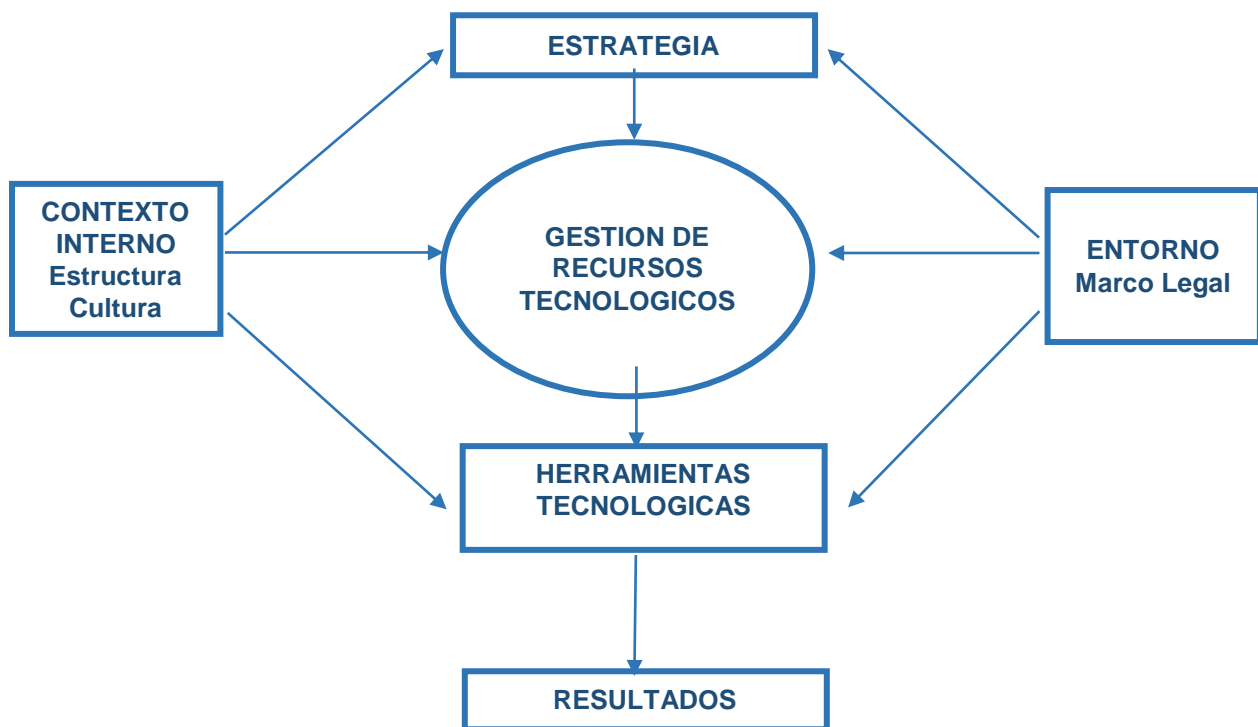 ESTRATEGIA
CONTEXTO
INTERNO
Estructura
Cultura
GESTION DE
RECURSOS
TECNOLOGICOS
ENTORNO
Marco Legal
HERRAMIENTAS
TECNOLOGICAS
RESULTADOS